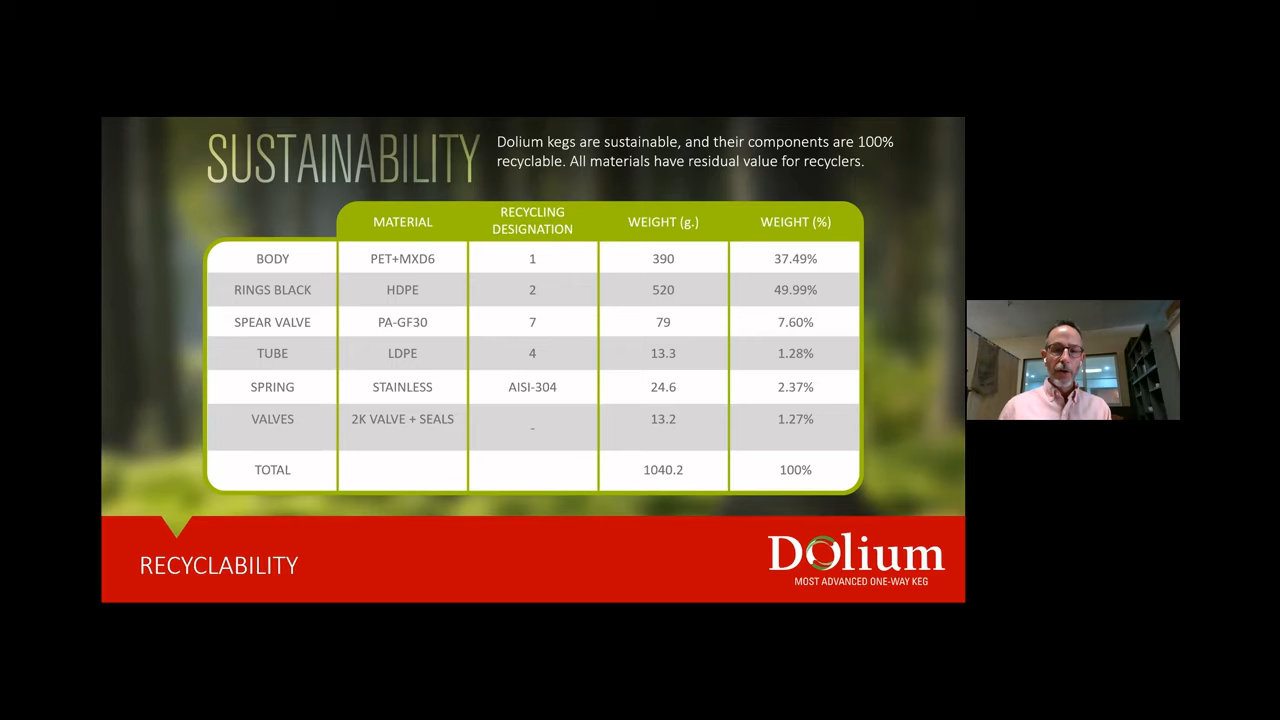 SUSTAINABILITY
Dolium kegs are sustainable, and their components are 100%
recyclable. All materials have residual value for recyclers.
MATERIAL RECYCLING DESIGNATION WEIGHT (g.) WEIGHT (%)
BODY PET+MXD6 1 390 37.49%
RINGS BLACK HDPE 2 520 49.99%
SPEAR VALVE PA-GF30 7 79 7.60%
TUBE LDPE 4 13.3 1.28%
SPRING STAINLESS AISI-304 24.6 2.37%
VALVES 2K VALVE + SEALS - 13.2 1.27%
TOTAL 1040.2 100%
RECYCLABILITY
Dolium
MOST ADVANCED ONE-WAY KEG